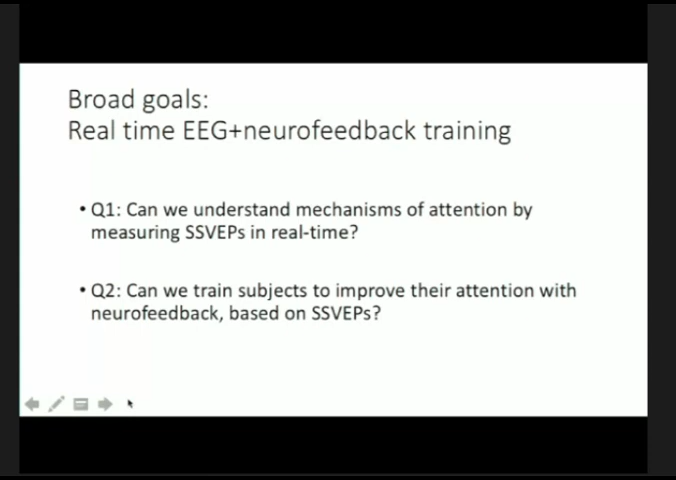 Broad goals:
Real time EEG+neurofeedback training
• Q1: Can we understand mechanisms of attention by
measuring SSVEPs in real-time?
• Q2: Can we train subjects to improve their attention with
neurofeedback, based on SSVEPs?